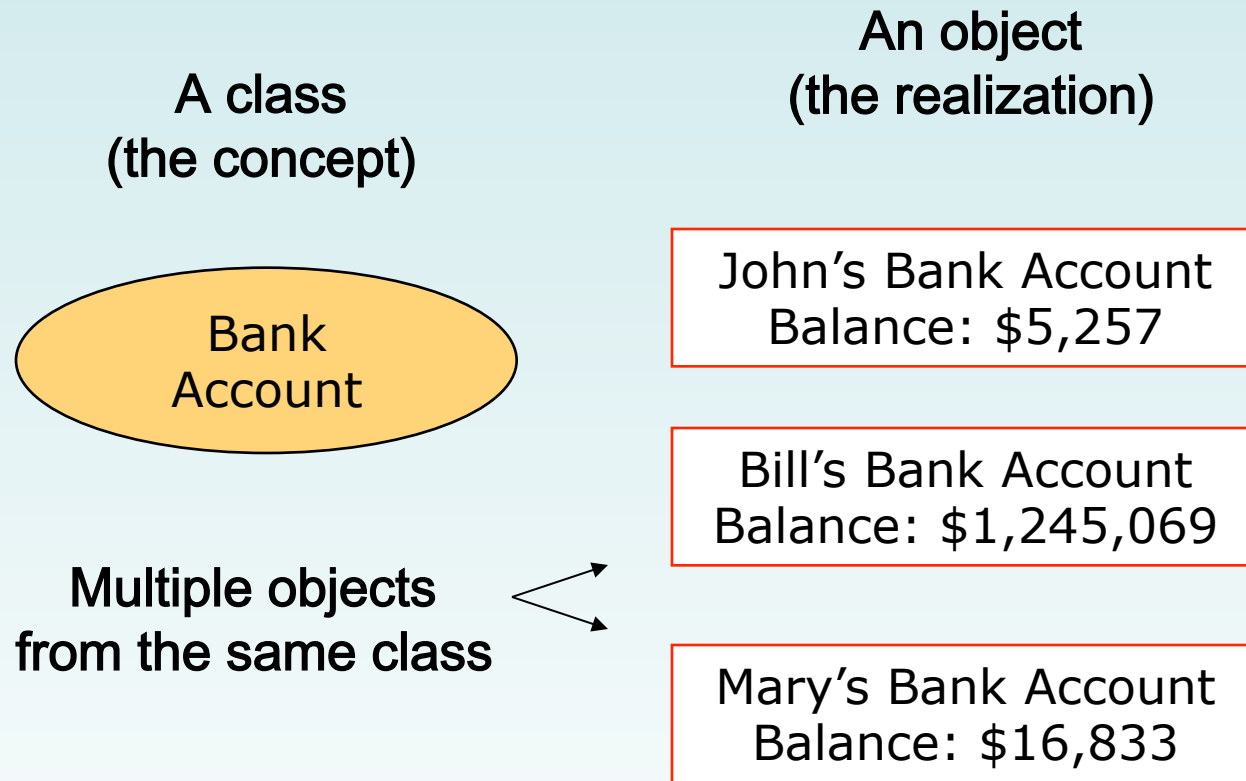 A class
(the concept)
An object
(the realization)
Bank
Account
John’s Bank Account
Balance: $5,257
Bill’s Bank Account
Balance: $1,245,069
Multiple objects
from the same class
Mary’s Bank Account
Balance: $16,833